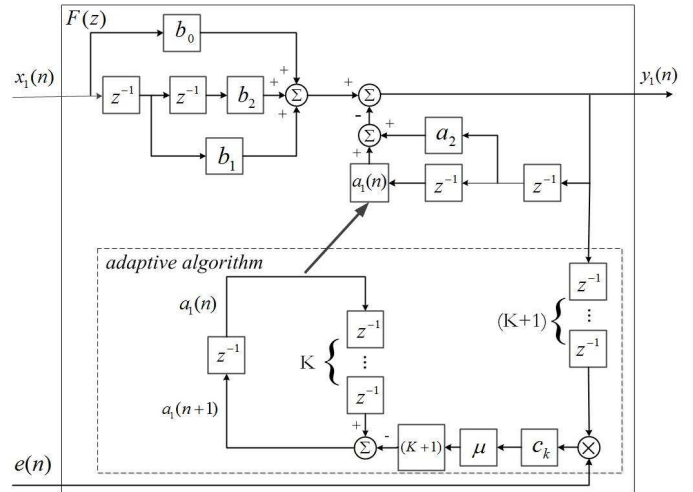 F(z)
b₀
x₁(n)
y₁(n)
z⁻¹ z⁻¹ b₂ + + + Σ + Σ
- Σ + a₂
b₁
+
a₁(n) z⁻¹ z⁻¹
adaptive algorithm
a₁(n)
z⁻¹
⋮
z⁻¹
(K+1)
z⁻¹
K
z⁻¹
⋮
z⁻¹
a₁(n+1)
+ Σ - (K+1) μ cₖ ×
e(n)